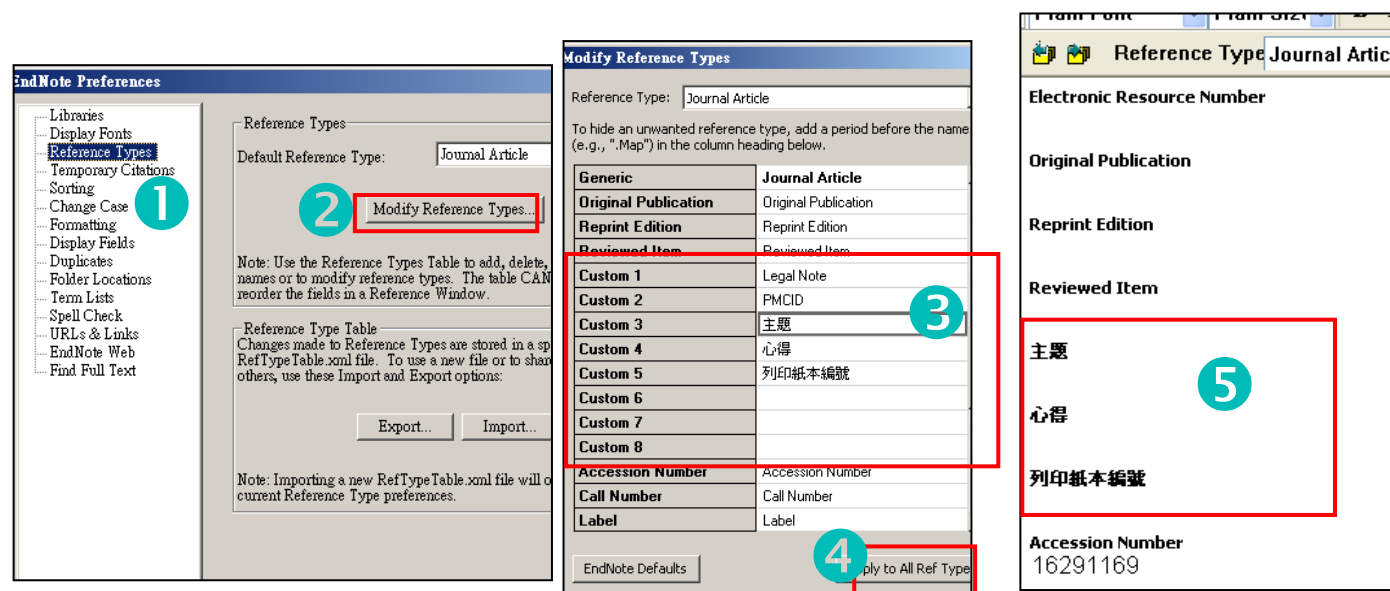 EndNote Preferences
Libraries
Display Fonts
Reference Types
Temporary Citations
Sorting
Change Case
Formatting
Display Fields
Duplicates
Folder Locations
Term Lists
Spell Check
URLs & Links
EndNote Web
Find Full Text
1
Reference Types
Default Reference Type: Journal Article
2
Modify Reference Types...
Note: Use the Reference Types Table to add, delete,
names or to modify reference types. The table CAN
reorder the fields in a Reference Window.
Reference Type Table
Changes made to Reference Types are stored in a sp
RefTypeTable.xml file. To use a new file or to shar
others, use these Import and Export options:
Export... Import...
Note: Importing a new RefTypeTable.xml file will o
current Reference Type preferences.
Modify Reference Types
Reference Type: Journal Article
To hide an unwanted reference type, add a period before the name
(e.g., ".Map") in the column heading below.
Generic Journal Article
Original Publication Original Publication
Reprint Edition Reprint Edition
Reviewed Item Reviewed Item
Custom 1 Legal Note
Custom 2 PMCID
Custom 3 主題
Custom 4 心得
Custom 5 列印紙本編號
Custom 6
Custom 7
Custom 8
3
Accession Number Accession Number
Call Number Call Number
Label Label
4
EndNote Defaults ply to All Ref Type
Plain Font Plain Size
Reference Type Journal Artic
Electronic Resource Number
Original Publication
Reprint Edition
Reviewed Item
主題
心得
列印紙本編號
5
Accession Number
16291169